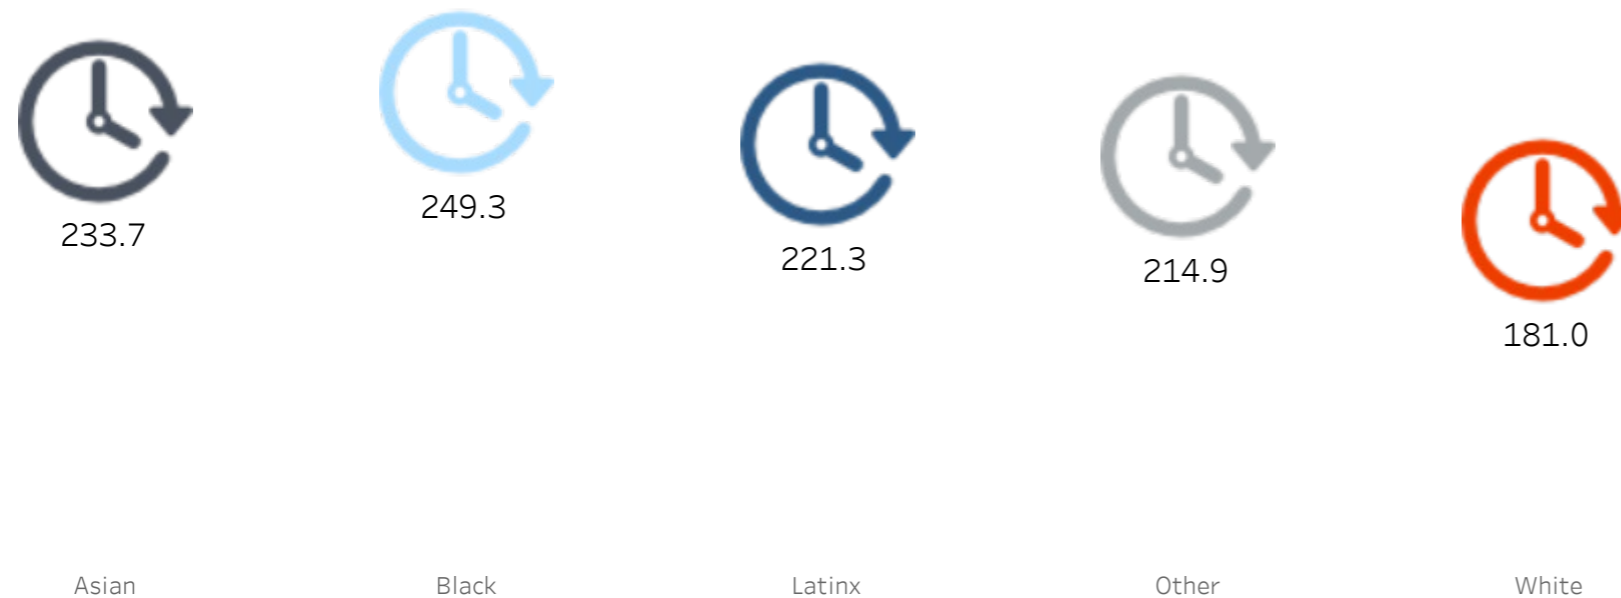 233.7
249.3
221.3
214.9
181.0
Asian
Black
Latinx
Other
White